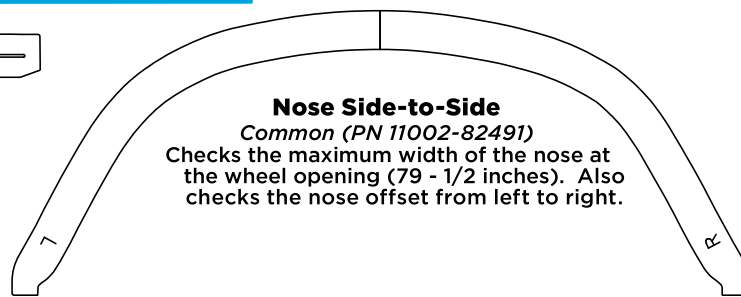 Nose Side-to-Side
Common (PN 11002-82491)
Checks the maximum width of the nose at
the wheel opening (79 - 1/2 inches).  Also
checks the nose offset from left to right.
L
R